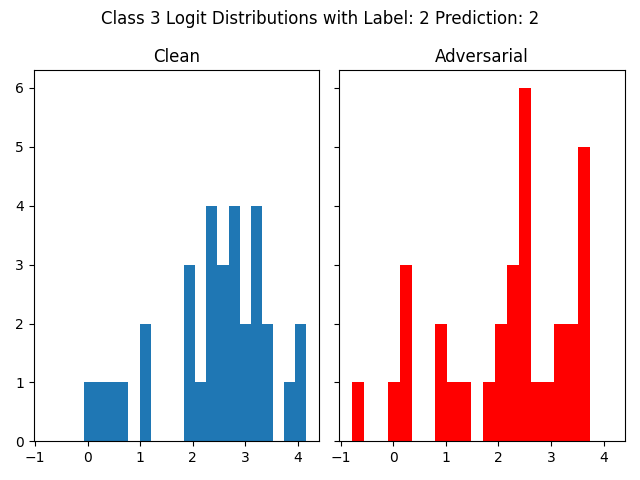 Class 3 Logit Distributions with Label: 2 Prediction: 2
Clean
Adversarial
6
5
4
3
2
1
0
−1 0 1 2 3 4
−1 0 1 2 3 4